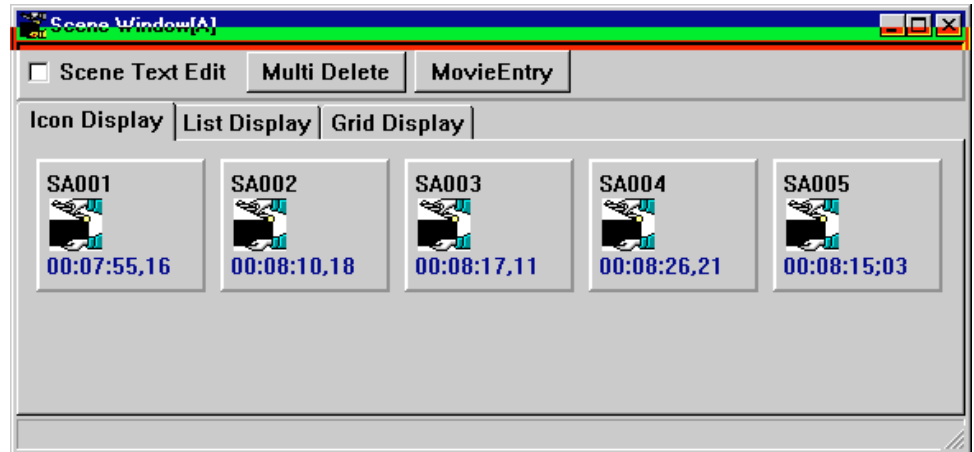 Scene Window[A]
Scene Text Edit Multi Delete MovieEntry
Icon Display List Display Grid Display
SA001 SA002 SA003 SA004 SA005
00:07:55,16 00:08:10,18 00:08:17,11 00:08:26,21 00:08:15;03